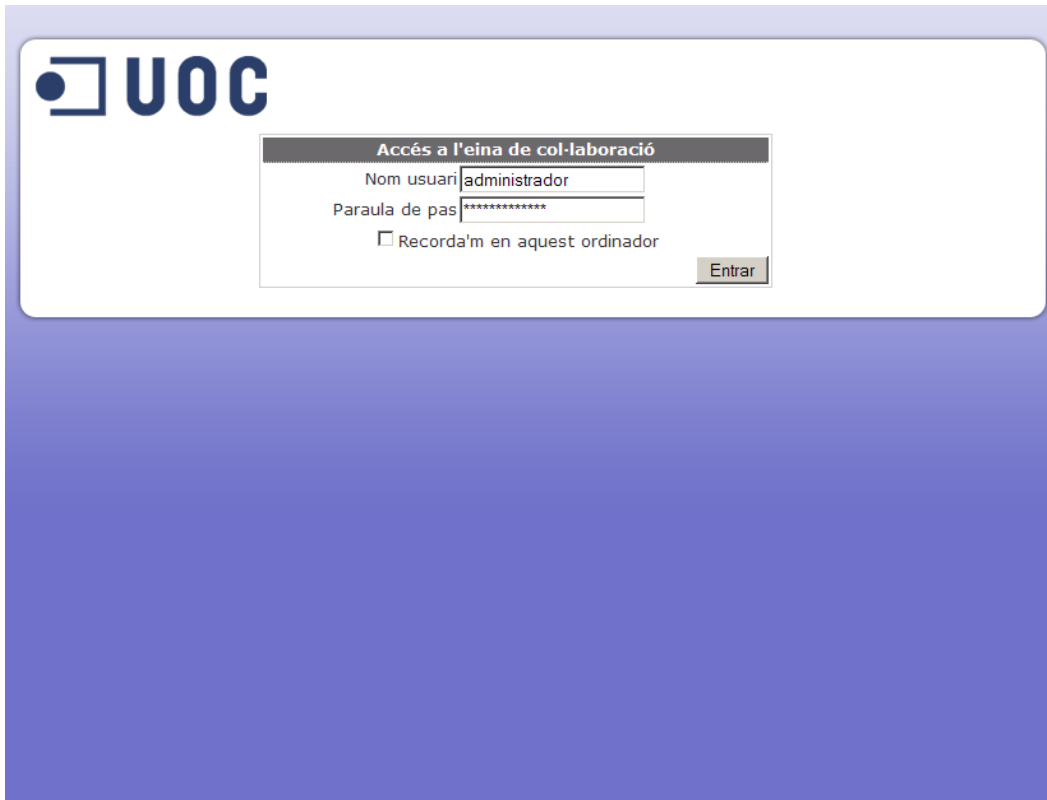 UOC
Accés a l'eina de col·laboració
Nom usuari administrador
Paraula de pas *************
Recorda'm en aquest ordinador
Entrar